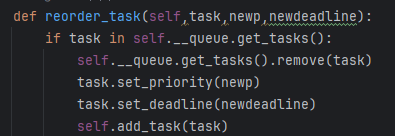 def reorder_task(self,task,newp,newdeadline):
    if task in self.__queue.get_tasks():
        self.__queue.get_tasks().remove(task)
        task.set_priority(newp)
        task.set_deadline(newdeadline)
        self.add_task(task)